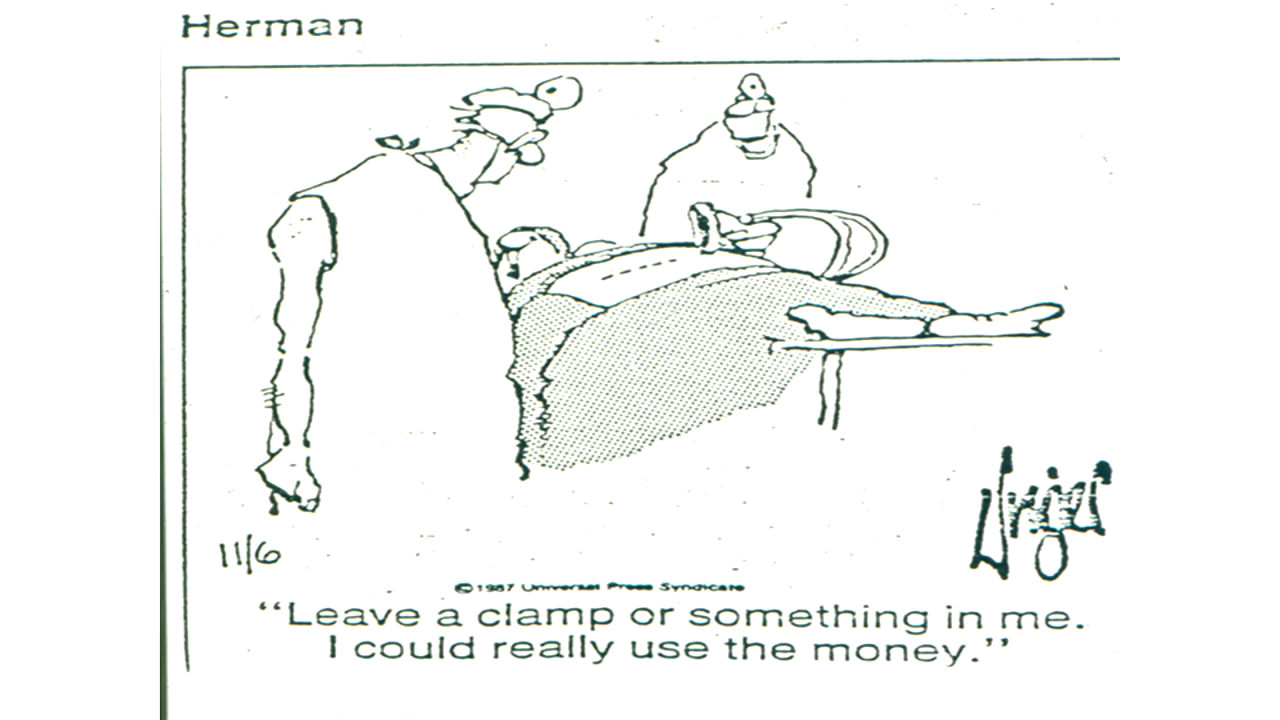 Herman
11/6
©1987 Universal Press Syndicate
“Leave a clamp or something in me.
I could really use the money.”